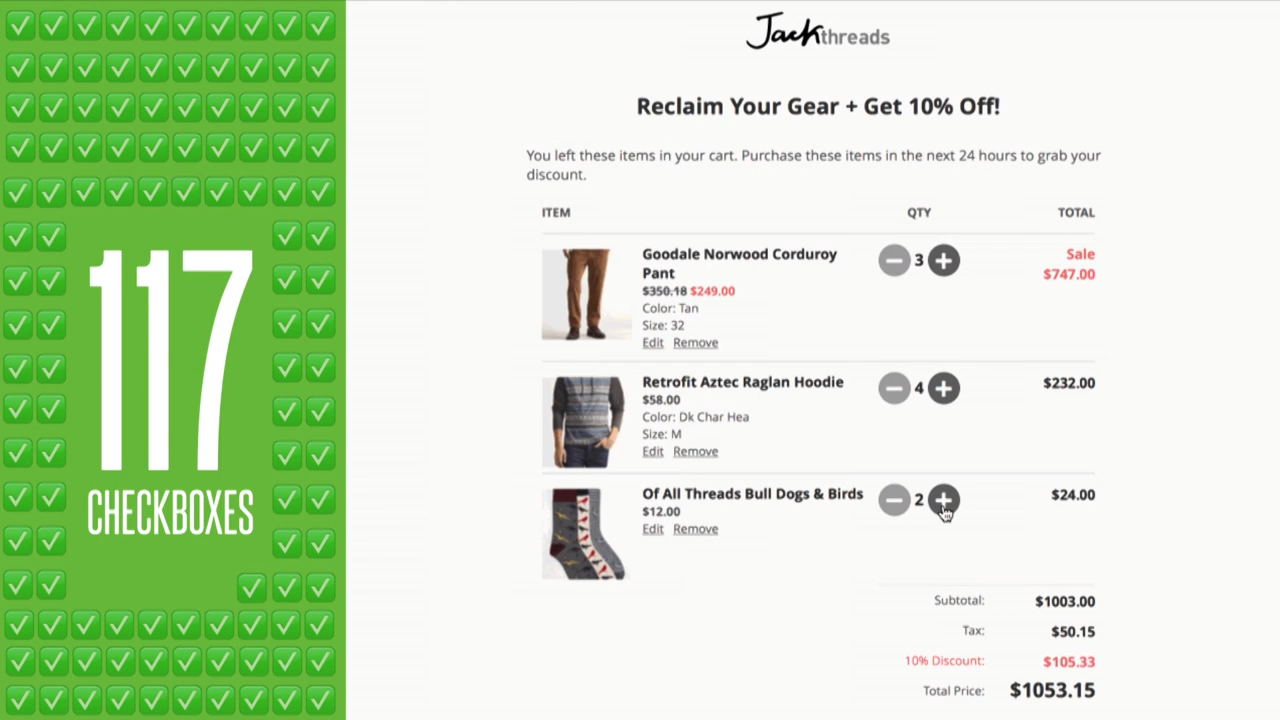 117
CHECKBOXES
Jackthreads
Reclaim Your Gear + Get 10% Off!
You left these items in your cart. Purchase these items in the next 24 hours to grab your
discount.
ITEM QTY TOTAL
Goodale Norwood Corduroy
Pant
$350.18 $249.00
Color: Tan
Size: 32
Edit Remove
3
Sale
$747.00
Retrofit Aztec Raglan Hoodie
$58.00
Color: Dk Char Hea
Size: M
Edit Remove
4
$232.00
Of All Threads Bull Dogs & Birds
$12.00
Edit Remove
2
$24.00
Subtotal: $1003.00
Tax: $50.15
10% Discount: $105.33
Total Price: $1053.15